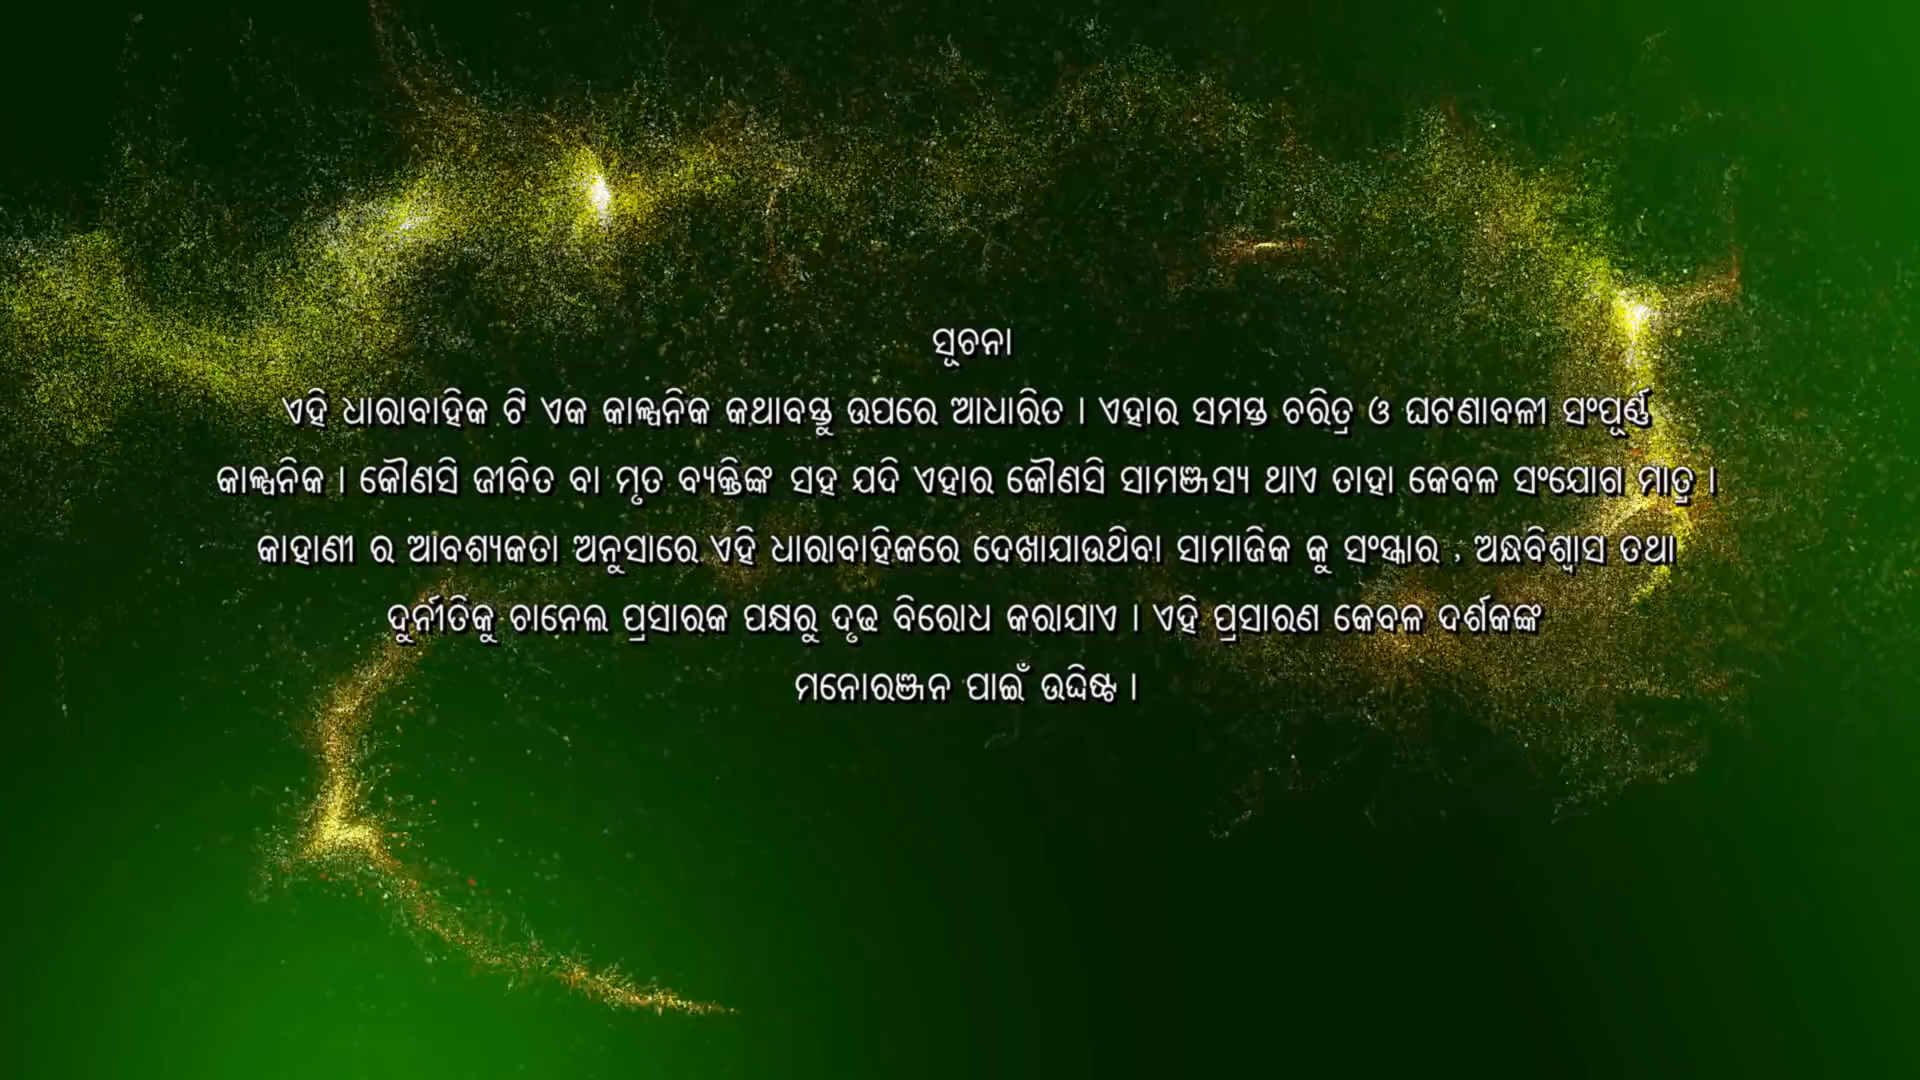 ସୂଚନା
ଏହି ଧାରାବାହିକ ଟି ଏକ କାଳ୍ପନିକ କଥାବସ୍ତୁ ଉପରେ ଆଧାରିତ । ଏହାର ସମସ୍ତ ଚରିତ୍ର ଓ ଘଟଣାବଳୀ ସଂପୂର୍ଣ୍ଣ
କାଳ୍ପନିକ । କୌଣସି ଜୀବିତ ବା ମୃତ ବ୍ୟକ୍ତିଙ୍କ ସହ ଯଦି ଏହାର କୌଣସି ସାମଞ୍ଜସ୍ୟ ଥାଏ ତାହା କେବଳ ସଂଯୋଗ ମାତ୍ର ।
କାହାଣୀ ର ଆବଶ୍ୟକତା ଅନୁସାରେ ଏହି ଧାରାବାହିକରେ ଦେଖାଯାଉଥିବା ସାମାଜିକ କୁ ସଂସ୍କାର , ଅନ୍ଧବିଶ୍ୱାସ ତଥା
ଦୁର୍ନୀତିକୁ ଚାନେଲ ପ୍ରସାରକ ପକ୍ଷରୁ ଦୃଢ ବିରୋଧ କରାଯାଏ । ଏହି ପ୍ରସାରଣ କେବଳ ଦର୍ଶକଙ୍କ
ମନୋରଞ୍ଜନ ପାଇଁ ଉଦ୍ଦିଷ୍ଟ ।